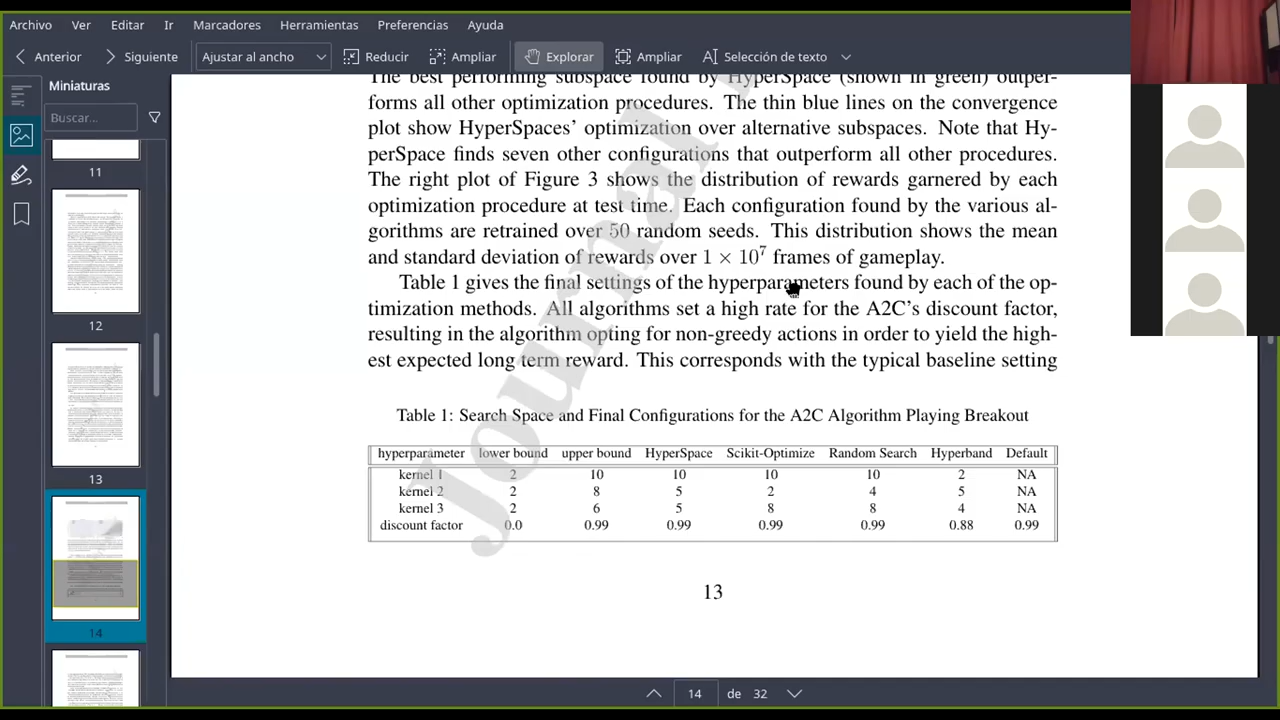 Archivo Ver Editar Ir Marcadores Herramientas Preferencias Ayuda
Anterior Siguiente Ajustar al ancho Reducir Ampliar Explorar Ampliar Selección de texto
Miniaturas
Buscar...
11
12
13
14
The best performing subspace found by HyperSpace (shown in green) outper-
forms all other optimization procedures. The thin blue lines on the convergence
plot show HyperSpaces' optimization over alternative subspaces. Note that Hy-
perSpace finds seven other configurations that outperform all other procedures.
The right plot of Figure 3 shows the distribution of rewards garnered by each
optimization procedure at test time. Each configuration found by the various al-
gorithms are retrained over 50 random seeds. This distribution shows the mean
and standard deviation of rewards over 1 × 10⁷ frames of gameplay.
Table 1 gives the final settings of the hyperparameters found by each of the op-
timization methods. All algorithms set a high rate for the A2C's discount factor,
resulting in the algorithm opting for non-greedy actions in order to yield the high-
est expected long term reward. This corresponds with the typical baseline setting
Table 1: Search Space and Final Configurations for the A2C Algorithm Playing Breakout
hyperparameter lower bound upper bound HyperSpace Scikit-Optimize Random Search Hyperband Default
kernel 1 2 10 10 10 10 2 NA
kernel 2 2 8 5 2 4 5 NA
kernel 3 2 6 5 8 8 4 NA
discount factor 0.0 0.99 0.99 0.99 0.99 0.88 0.99
13
Journal
14 de 32